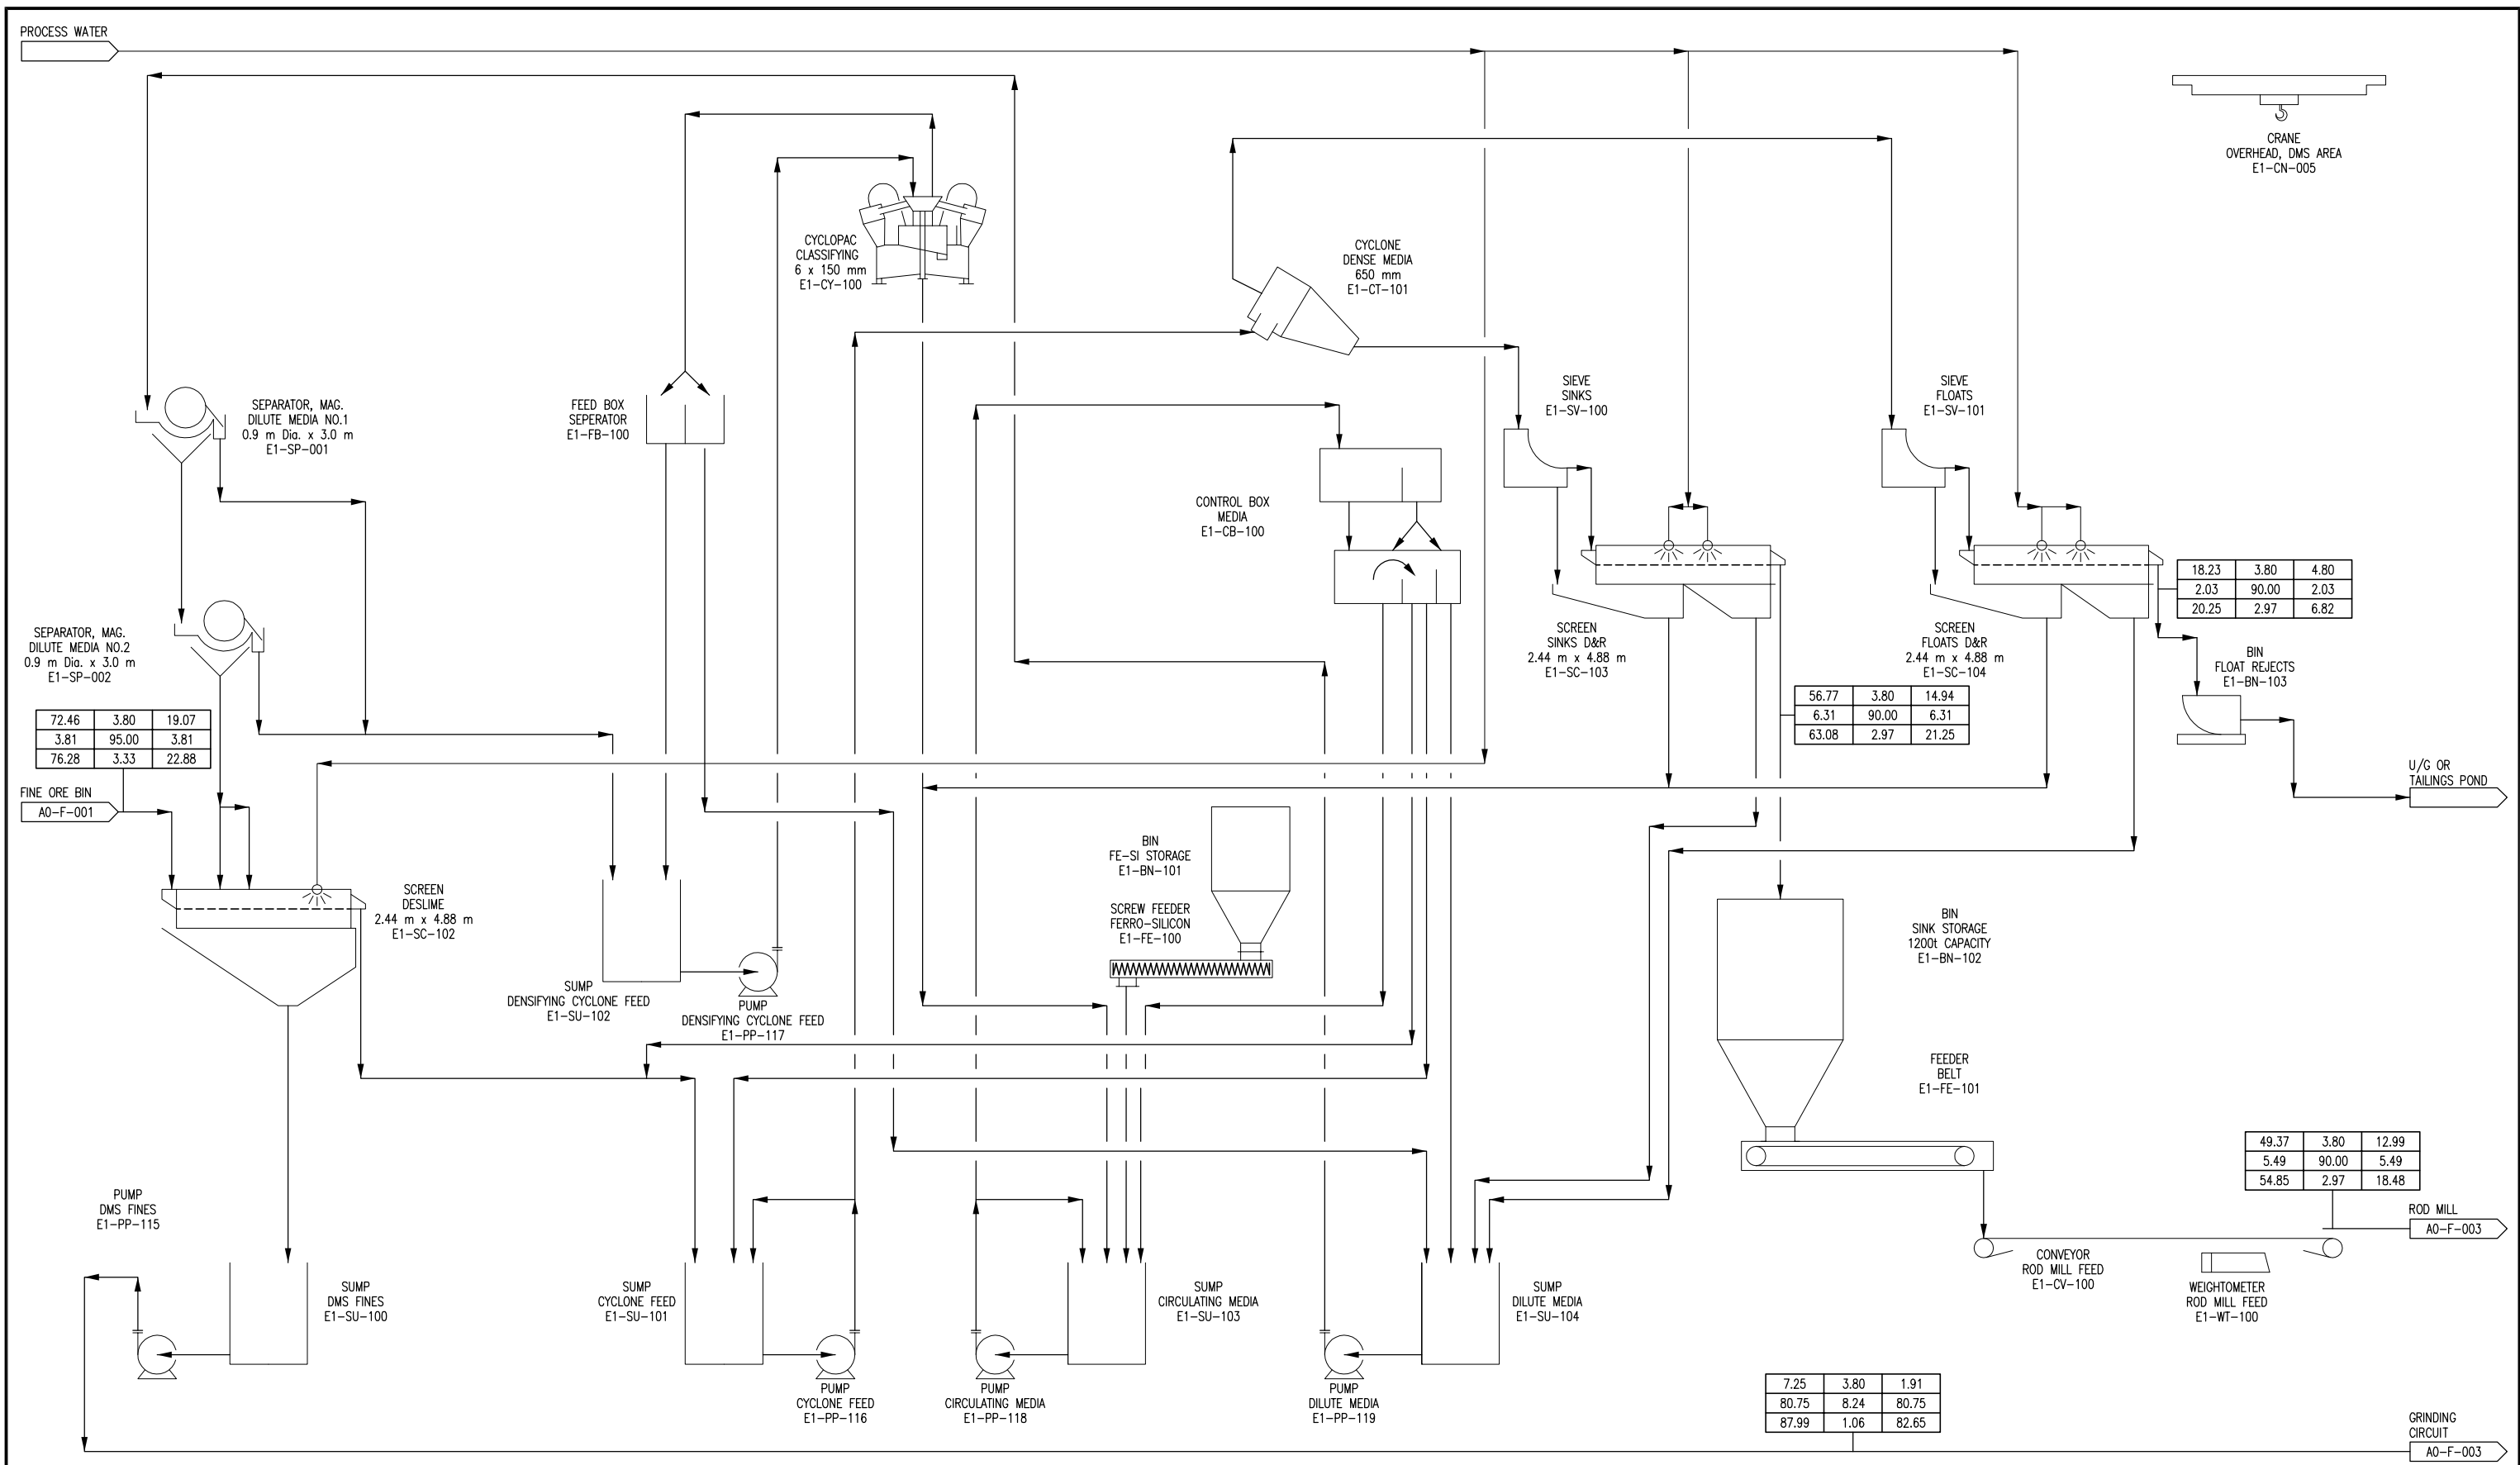 PROCESS WATER
CRANE
OVERHEAD, DMS AREA
E1-CN-005
CYCLOPAC
CLASSIFYING
6 x 150 mm
E1-CY-100
CYCLONE
DENSE MEDIA
650 mm
E1-CT-101
SEPARATOR, MAG.
DILUTE MEDIA NO.1
0.9 m Dia. x 3.0 m
E1-SP-001
FEED BOX
SEPERATOR
E1-FB-100
SIEVE
SINKS
E1-SV-100
SIEVE
FLOATS
E1-SV-101
CONTROL BOX
MEDIA
E1-CB-100
18.23 3.80 4.80
2.03 90.00 2.03
20.25 2.97 6.82
SEPARATOR, MAG.
DILUTE MEDIA NO.2
0.9 m Dia. x 3.0 m
E1-SP-002
SCREEN
SINKS D&R
2.44 m x 4.88 m
E1-SC-103
SCREEN
FLOATS D&R
2.44 m x 4.88 m
E1-SC-104
BIN
FLOAT REJECTS
E1-BN-103
56.77 3.80 14.94
6.31 90.00 6.31
63.08 2.97 21.25
72.46 3.80 19.07
3.81 95.00 3.81
76.28 3.33 22.88
FINE ORE BIN
A0-F-001
U/G OR
TAILINGS POND
BIN
FE-SI STORAGE
E1-BN-101
SCREW FEEDER
FERRO-SILICON
E1-FE-100
SCREEN
DESLIME
2.44 m x 4.88 m
E1-SC-102
BIN
SINK STORAGE
1200t CAPACITY
E1-BN-102
SUMP
DENSIFYING CYCLONE FEED
E1-SU-102
PUMP
DENSIFYING CYCLONE FEED
E1-PP-117
FEEDER
BELT
E1-FE-101
49.37 3.80 12.99
5.49 90.00 5.49
54.85 2.97 18.48
PUMP
DMS FINES
E1-PP-115
ROD MILL
A0-F-003
SUMP
DMS FINES
E1-SU-100
SUMP
CYCLONE FEED
E1-SU-101
SUMP
CIRCULATING MEDIA
E1-SU-103
SUMP
DILUTE MEDIA
E1-SU-104
CONVEYOR
ROD MILL FEED
E1-CV-100
WEIGHTOMETER
ROD MILL FEED
E1-WT-100
PUMP
CYCLONE FEED
E1-PP-116
PUMP
CIRCULATING MEDIA
E1-PP-118
PUMP
DILUTE MEDIA
E1-PP-119
7.25 3.80 1.91
80.75 8.24 80.75
87.99 1.06 82.65
GRINDING
CIRCUIT
A0-F-003